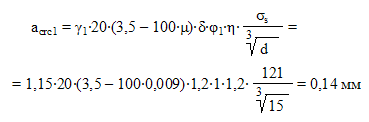 a_crc1 = γ₁·20·(3,5 – 100·μ)·δ·φ₁·η· σₛ / ∛d =
= 1,15·20·(3,5 – 100·0,009)·1,2·1·1,2· 121 / ∛15 = 0,14 мм